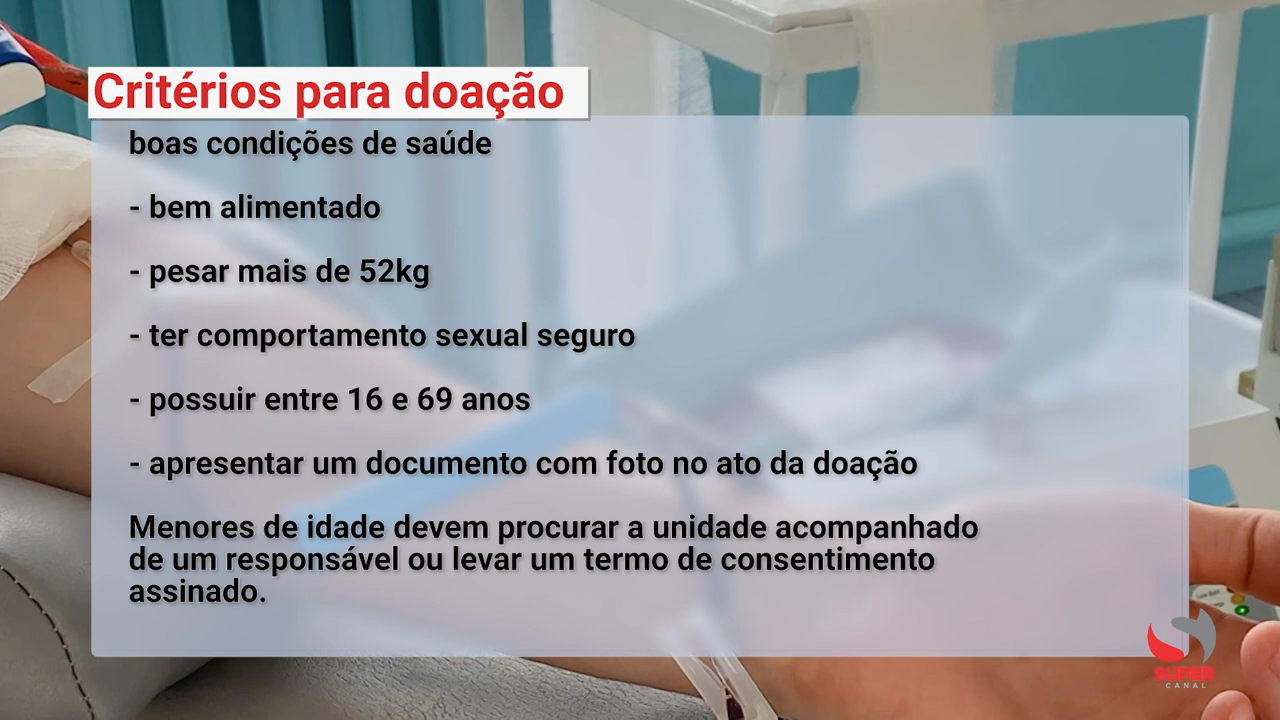 Critérios para doação
boas condições de saúde
- bem alimentado
- pesar mais de 52kg
- ter comportamento sexual seguro
- possuir entre 16 e 69 anos
- apresentar um documento com foto no ato da doação
Menores de idade devem procurar a unidade acompanhado
de um responsável ou levar um termo de consentimento
assinado.
SUPER
CANAL